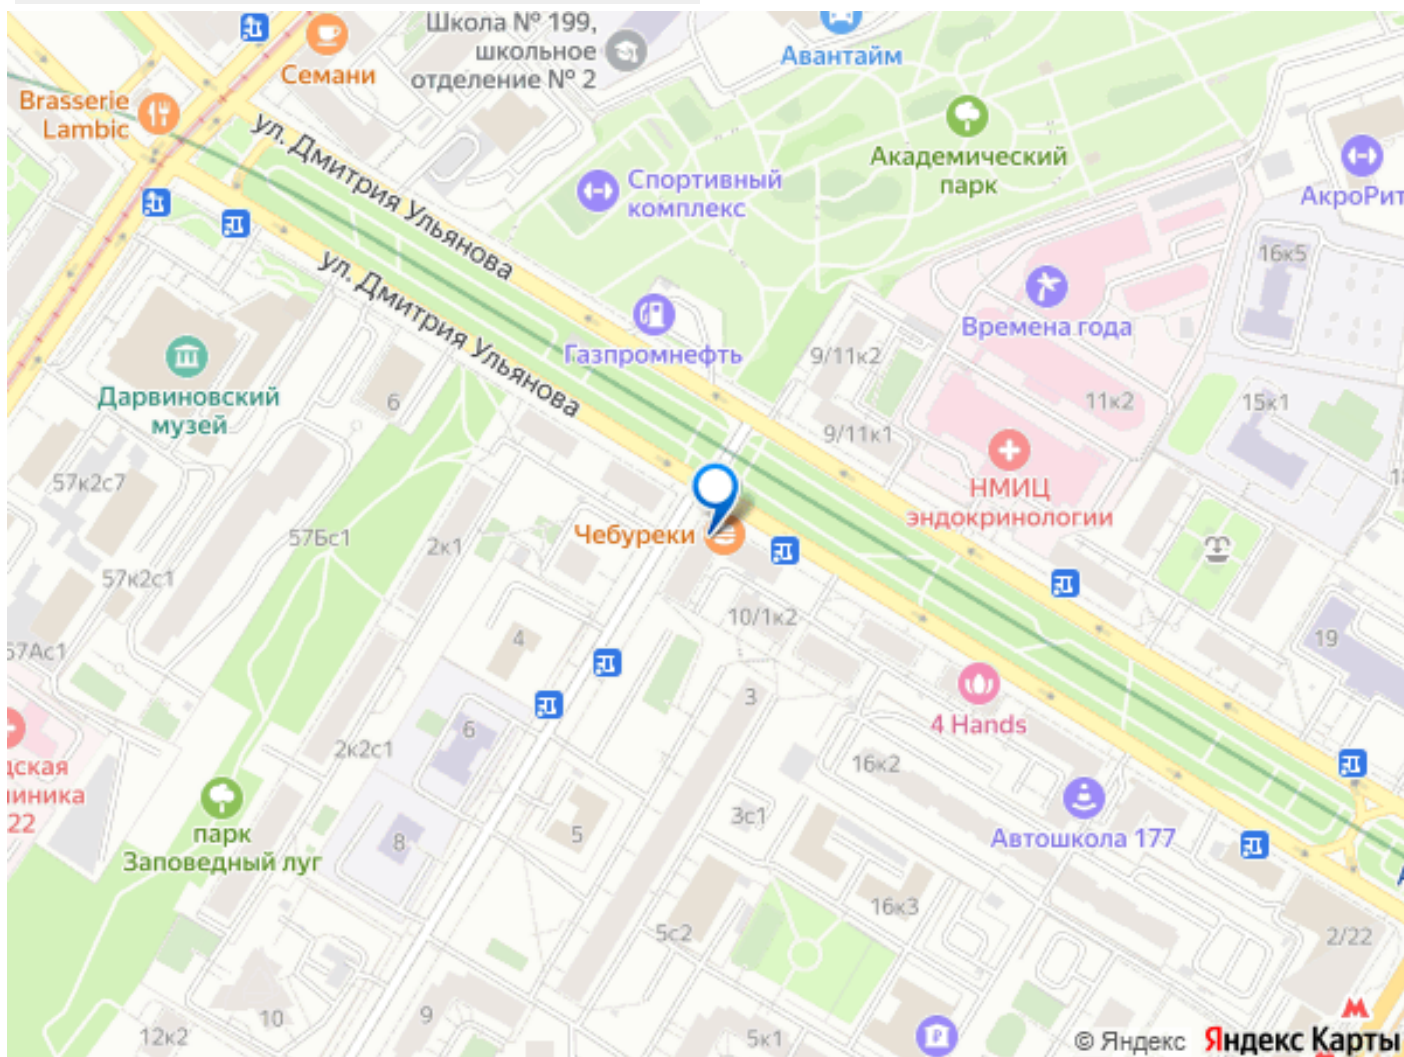 Школа № 199,
школьное
отделение № 2
Семани
Авантайм
Brasserie
Lambic
ул. Дмитрия Ульянова
Академический
парк
Спортивный
комплекс
АкроРит
16к5
ул. Дмитрия Ульянова
Времена года
Газпромнефть
9/11к2
Дарвиновский
музей
6
11к2
15к1
9/11к1
57к2с7
НМИЦ
эндокринологии
Чебуреки
57Бс1
2к1
57к2с1
10/1к2
4
19
57Ас1
3
4 Hands
6
2к2с1
16к2
дская
22
парк
Заповедный луг
3с1
Автошкола 177
5
8
16к3
5с2
2/22
10
9
12к2
5к1
© Яндекс
Яндекс Карты